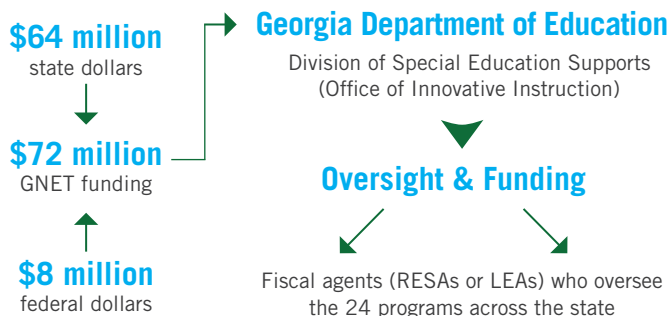 $64 million
state dollars
$72 million
GNET funding
$8 million
federal dollars
Georgia Department of Education
Division of Special Education Supports
(Office of Innovative Instruction)
Oversight & Funding
Fiscal agents (RESAs or LEAs) who oversee
the 24 programs across the state